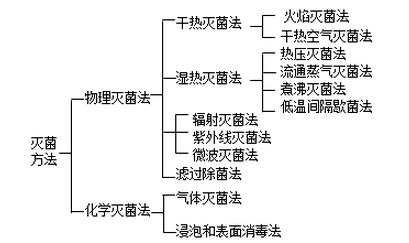 灭菌
方法
物理灭菌法
干热灭菌法
火焰灭菌法
干热空气灭菌法
湿热灭菌法
热压灭菌法
流通蒸气灭菌法
煮沸灭菌法
低温间隔歇菌法
辐射灭菌法
紫外线灭菌法
微波灭菌法
滤过除菌法
化学灭菌法
气体灭菌法
浸泡和表面消毒法